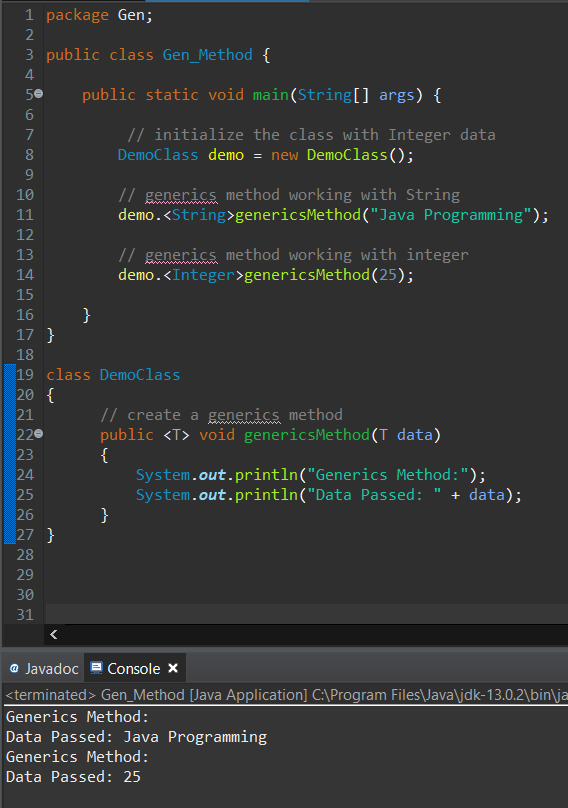 1 package Gen;
2
3 public class Gen_Method {
4
5 public static void main(String[] args) {
6
7 // initialize the class with Integer data
8 DemoClass demo = new DemoClass();
9
10 // generics method working with String
11 demo.<String>genericsMethod("Java Programming");
12
13 // generics method working with integer
14 demo.<Integer>genericsMethod(25);
15
16 }
17 }
18
19 class DemoClass
20 {
21 // create a generics method
22 public <T> void genericsMethod(T data)
23 {
24 System.out.println("Generics Method:");
25 System.out.println("Data Passed: " + data);
26 }
27 }
28
29
30
31
@ Javadoc Console
<terminated> Gen_Method [Java Application] C:\Program Files\Java\jdk-13.0.2\bin\ja
Generics Method:
Data Passed: Java Programming
Generics Method:
Data Passed: 25